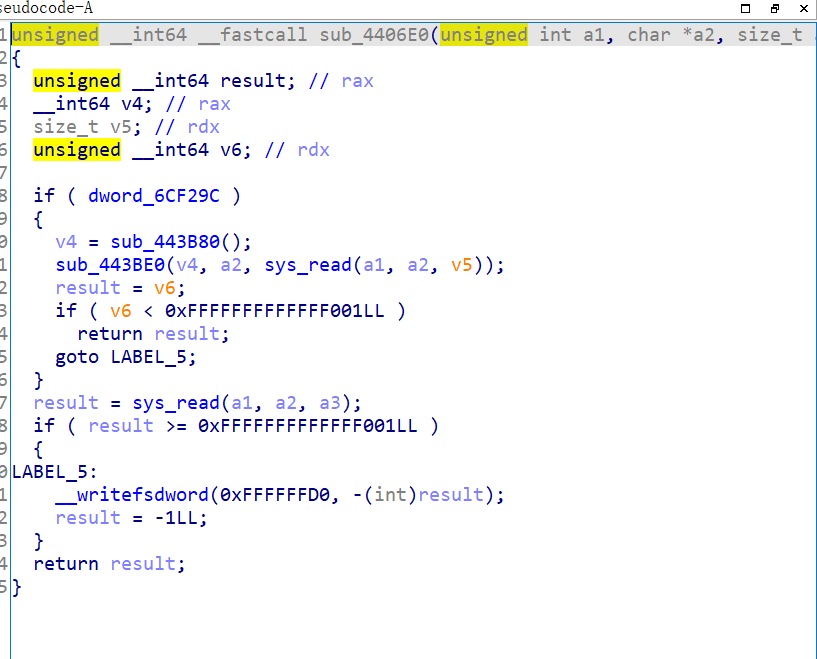 seudocode-A
1 unsigned __int64 __fastcall sub_4406E0(unsigned int a1, char *a2, size_t
2 {
3 unsigned __int64 result; // rax
4 __int64 v4; // rax
5 size_t v5; // rdx
6 unsigned __int64 v6; // rdx
7
8 if ( dword_6CF29C )
9 {
0 v4 = sub_443B80();
1 sub_443BE0(v4, a2, sys_read(a1, a2, v5));
2 result = v6;
3 if ( v6 < 0xFFFFFFFFFFFFF001LL )
4 return result;
5 goto LABEL_5;
6 }
7 result = sys_read(a1, a2, a3);
8 if ( result >= 0xFFFFFFFFFFFFF001LL )
9 {
0 LABEL_5:
1 __writefsdword(0xFFFFFFD0, -(int)result);
2 result = -1LL;
3 }
4 return result;
5 }